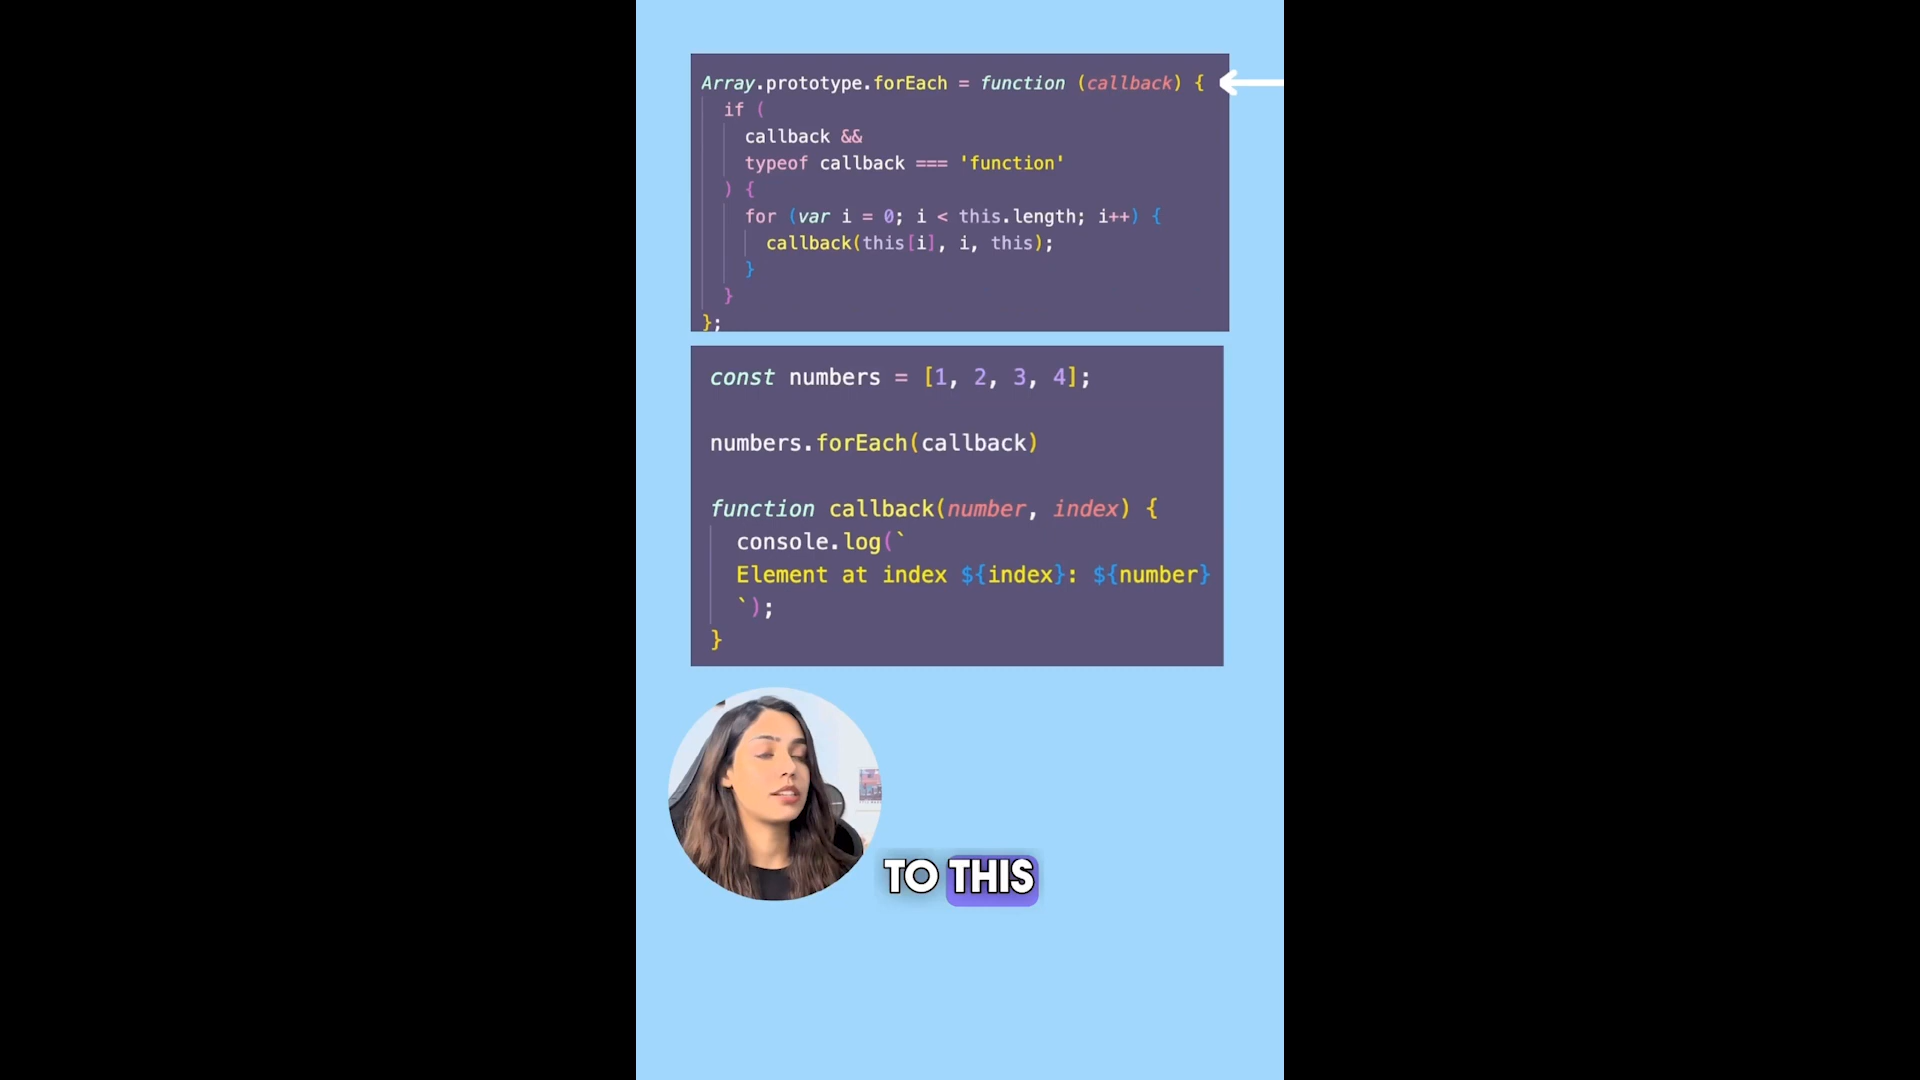 Array.prototype.forEach = function (callback) {
if (
callback &&
typeof callback === 'function'
) {
for (var i = 0; i < this.length; i++) {
callback(this[i], i, this);
}
}
};
const numbers = [1, 2, 3, 4];
numbers.forEach(callback)
function callback(number, index) {
console.log(`
Element at index ${index}: ${number}
`);
}
TO THIS